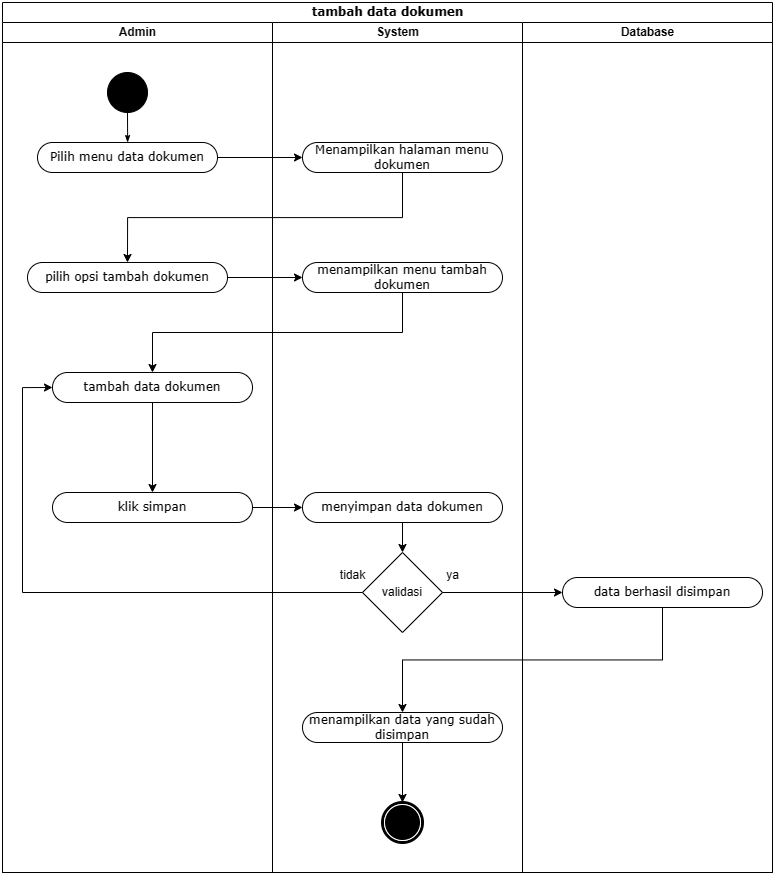 tambah data dokumen
Admin
System
Database
Pilih menu data dokumen
Menampilkan halaman menu
dokumen
pilih opsi tambah dokumen
menampilkan menu tambah
dokumen
tambah data dokumen
klik simpan
menyimpan data dokumen
tidak
ya
validasi
data berhasil disimpan
menampilkan data yang sudah
disimpan